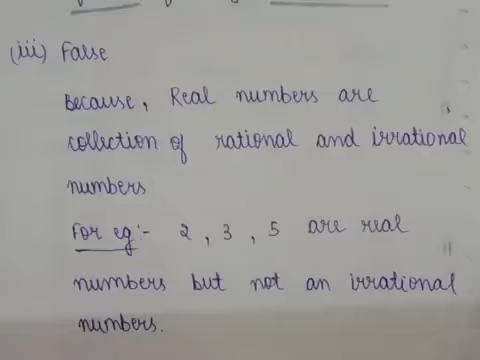 (iii) False
Because, Real numbers are
collection of rational and irrational
numbers
For eg:- 2, 3, 5 are real
numbers but not an irrational
numbers.